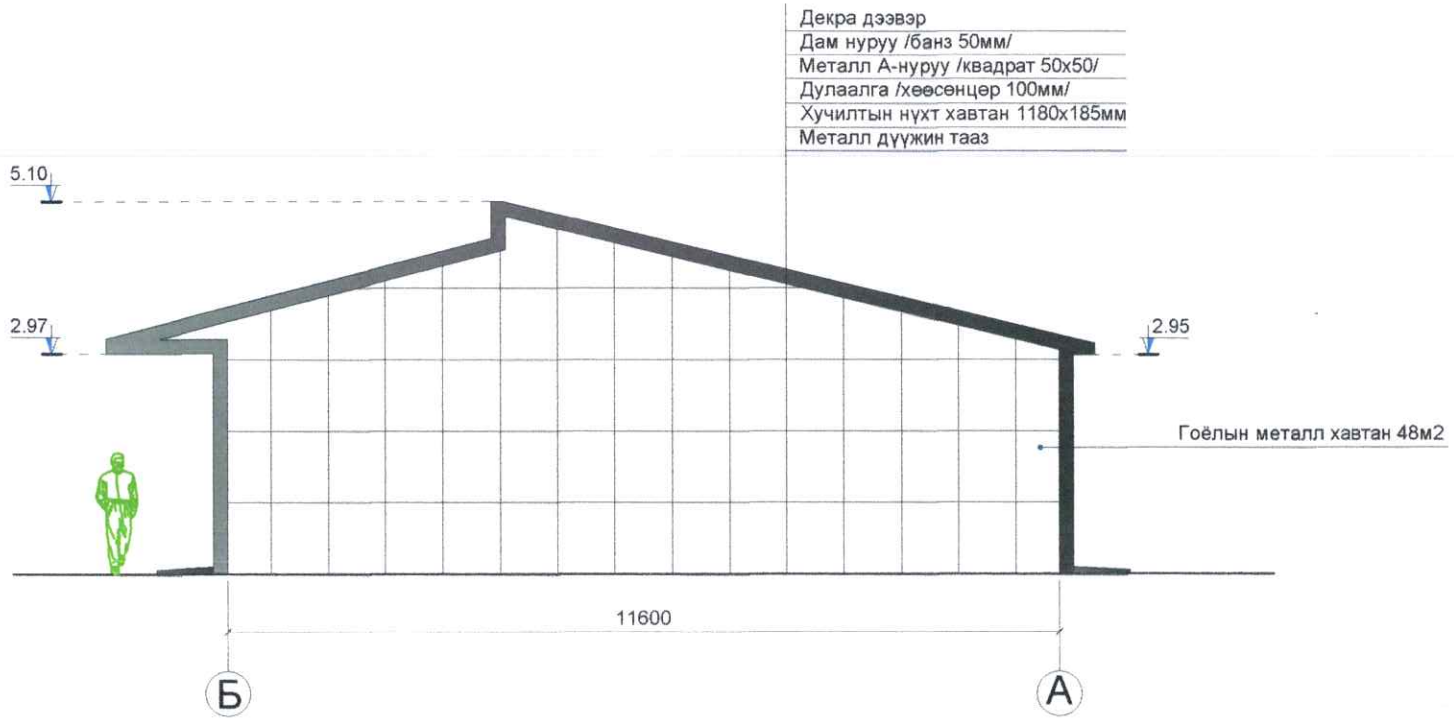 Декра дээвэр
Дам нуруу /банз 50мм/
Металл А-нуруу /квадрат 50х50/
Дулаалга /хөөсөнцөр 100мм/
Хучилтын нүхт хавтан 1180х185мм
Металл дүүжин тааз
5.10
2.97
2.95
Гоёлын металл хавтан 48м2
11600
Б
А